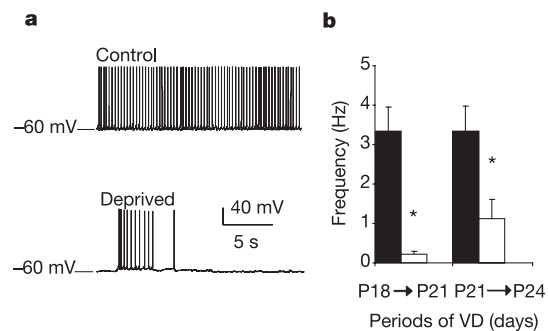 a
Control
–60 mV
Deprived
40 mV
5 s
–60 mV
b
5
4
3
2
1
0
Frequency (Hz)
*
*
P18 → P21 P21 → P24
Periods of VD (days)